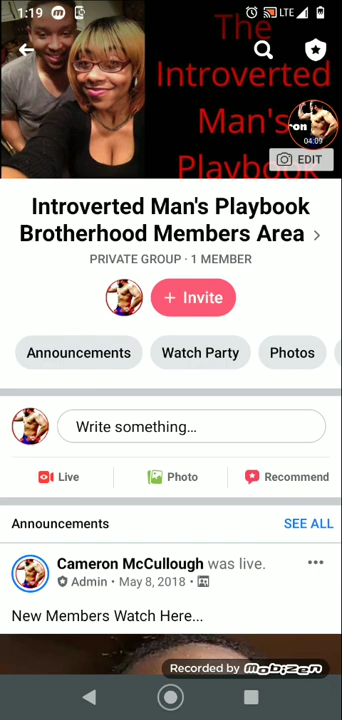 1:19
LTE
The
Introverted
Man's
Playbook
on
04:09
EDIT
Introverted Man's Playbook
Brotherhood Members Area
PRIVATE GROUP · 1 MEMBER
+ Invite
Announcements
Watch Party
Photos
Write something...
Live
Photo
Recommend
Announcements
SEE ALL
Cameron McCullough was live.
Admin • May 8, 2018 •
New Members Watch Here...
Recorded by mobizen